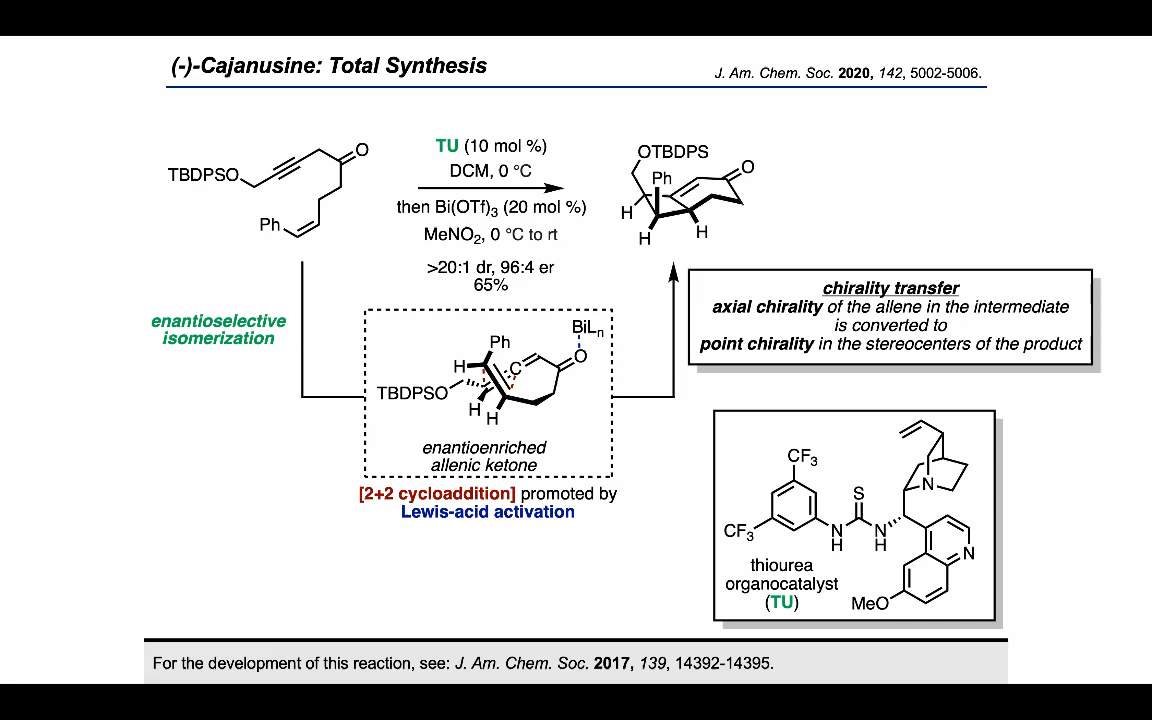 (-)-Cajanusine: Total Synthesis
J. Am. Chem. Soc. 2020, 142, 5002-5006.
TBDPSO
O
Ph
TU (10 mol %)
DCM, 0 °C
then Bi(OTf)3 (20 mol %)
MeNO2, 0 °C to rt
>20:1 dr, 96:4 er
65%
OTBDPS
Ph
O
H
H
H
enantioselective
isomerization
BiLn
Ph
O
H
C
TBDPSO
H
H
enantioenriched
allenic ketone
[2+2 cycloaddition] promoted by
Lewis-acid activation
chirality transfer
axial chirality of the allene in the intermediate
is converted to
point chirality in the stereocenters of the product
CF3
CF3
S
N
H
N
H
N
N
MeO
thiourea
organocatalyst
(TU)
For the development of this reaction, see: J. Am. Chem. Soc. 2017, 139, 14392-14395.